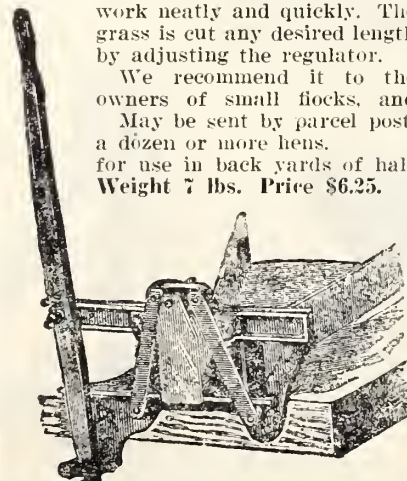 work neatly and quickly. The
grass is cut any desired length
by adjusting the regulator.
We recommend it to the
owners of small flocks, and
May be sent by parcel post.
a dozen or more hens.
for use in back yards of hal
Weight 7 lbs. Price $6.25.